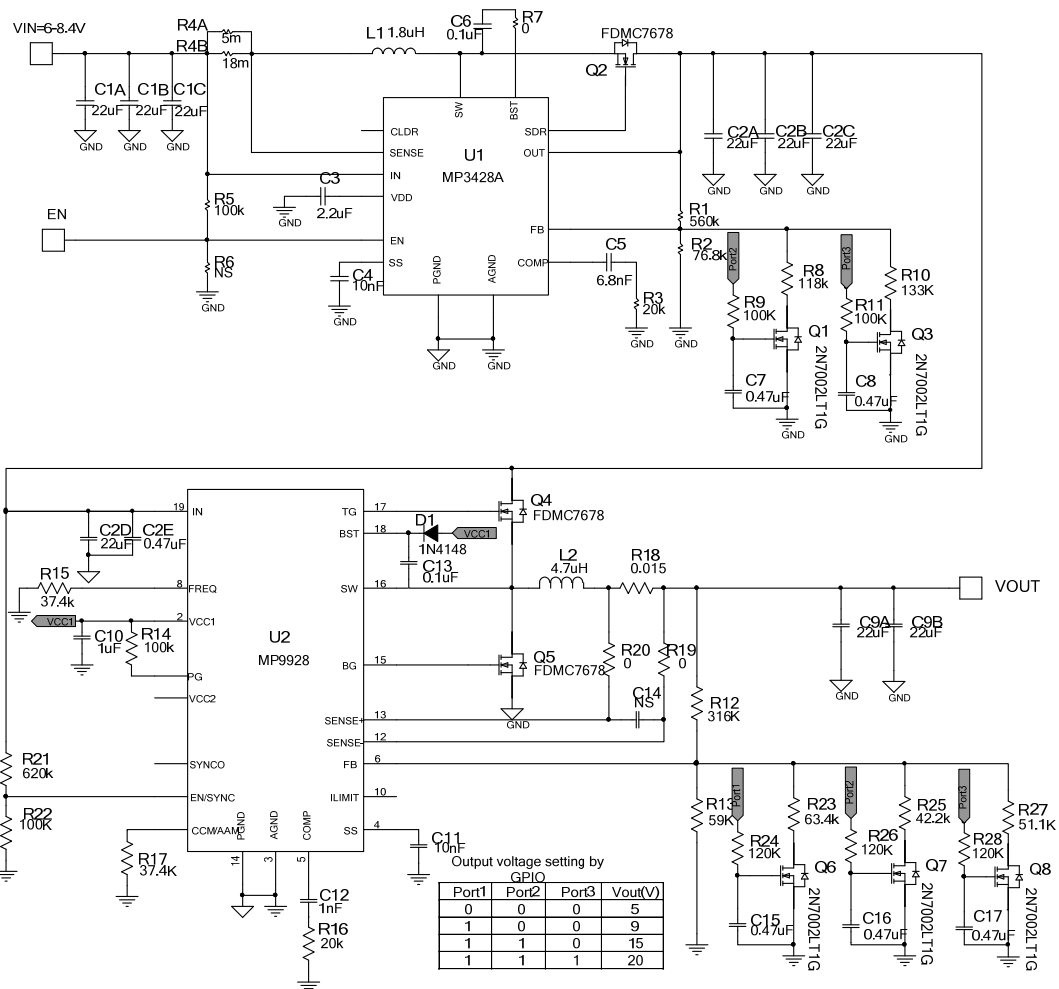 VIN=6-8.4V
R4A
5m
R4B
18m
L1 1.8uH
C6
0.1uF
R7
0
FDMC7678
Q2
C1A
22uF
C1B
22uF
C1C
22uF
GND
GND
GND
SW
BST
CLDR
SENSE
IN
VDD
EN
SS
PGND
AGND
SDR
OUT
FB
COMP
U1
MP3428A
C3
2.2uF
GND
R5
100k
EN
R6
NS
GND
C4
10nF
GND
GND
GND
C5
6.8nF
R3
20k
GND
R1
560k
R2
76.8k
GND
C2A
22uF
C2B
22uF
C2C
22uF
GND
GND
GND
Port2
R9
100K
R8
118k
Q1
2N7002LT1G
C7
0.47uF
GND
Port3
R11
100K
R10
133K
Q3
2N7002LT1G
C8
0.47uF
GND
19
IN
C2D
22uF
C2E
0.47uF
R15
37.4k
8
FREQ
VCC1
2
VCC1
C10
1uF
R14
100k
PG
VCC2
SYNCO
R21
620k
EN/SYNC
R22
100K
CCM/AAM
R17
37.4K
PGND
AGND
COMP
14
3
5
U2
MP9928
TG
17
BST
18
SW
16
BG
15
SENSE+
13
SENSE-
12
FB
6
ILIMIT
10
SS
4
Q4
FDMC7678
D1
1N4148
VCC1
C13
0.1uF
L2
4.7uH
R18
0.015
VOUT
Q5
FDMC7678
GND
R20
0
R19
0
C14
NS
R12
316K
C9A
22uF
C9B
22uF
GND
GND
C11
10nF
C12
1nF
R16
20k
R13
59K
Port1
R24
120K
R23
63.4k
Q6
2N7002LT1G
C15
0.47uF
Port2
R26
120K
R25
42.2k
Q7
2N7002LT1G
C16
0.47uF
Port3
R28
120K
R27
51.1K
Q8
2N7002LT1G
C17
0.47uF
Output voltage setting by
GPIO
Port1 Port2 Port3 Vout(V)
0 0 0 5
1 0 0 9
1 1 0 15
1 1 1 20